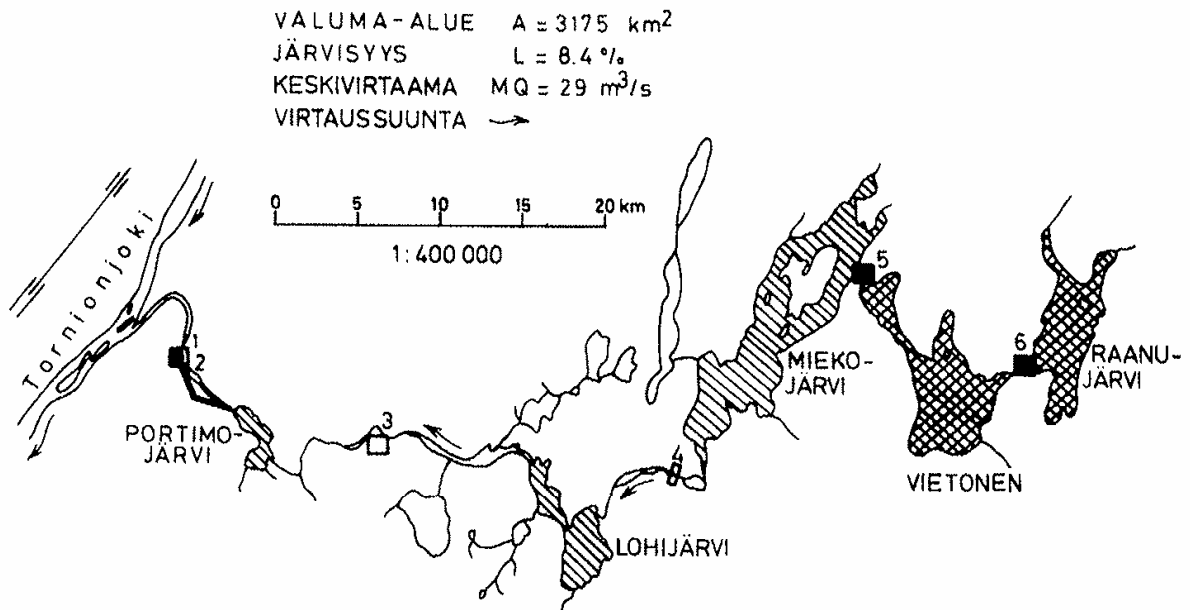 VALUMA-ALUE A = 3175 km²
JÄRVISYYS L = 8.4 %
KESKIVIRTAAMA MQ = 29 m³/s
VIRTAUSSUUNTA →
0 5 10 15 20 km
1:400 000
Tornionjoki
1
2
PORTIMO-
JÄRVI
3
4
LOHIJÄRVI
MIEKO-
JÄRVI
5
VIETONEN
6
RAANU-
JÄRVI